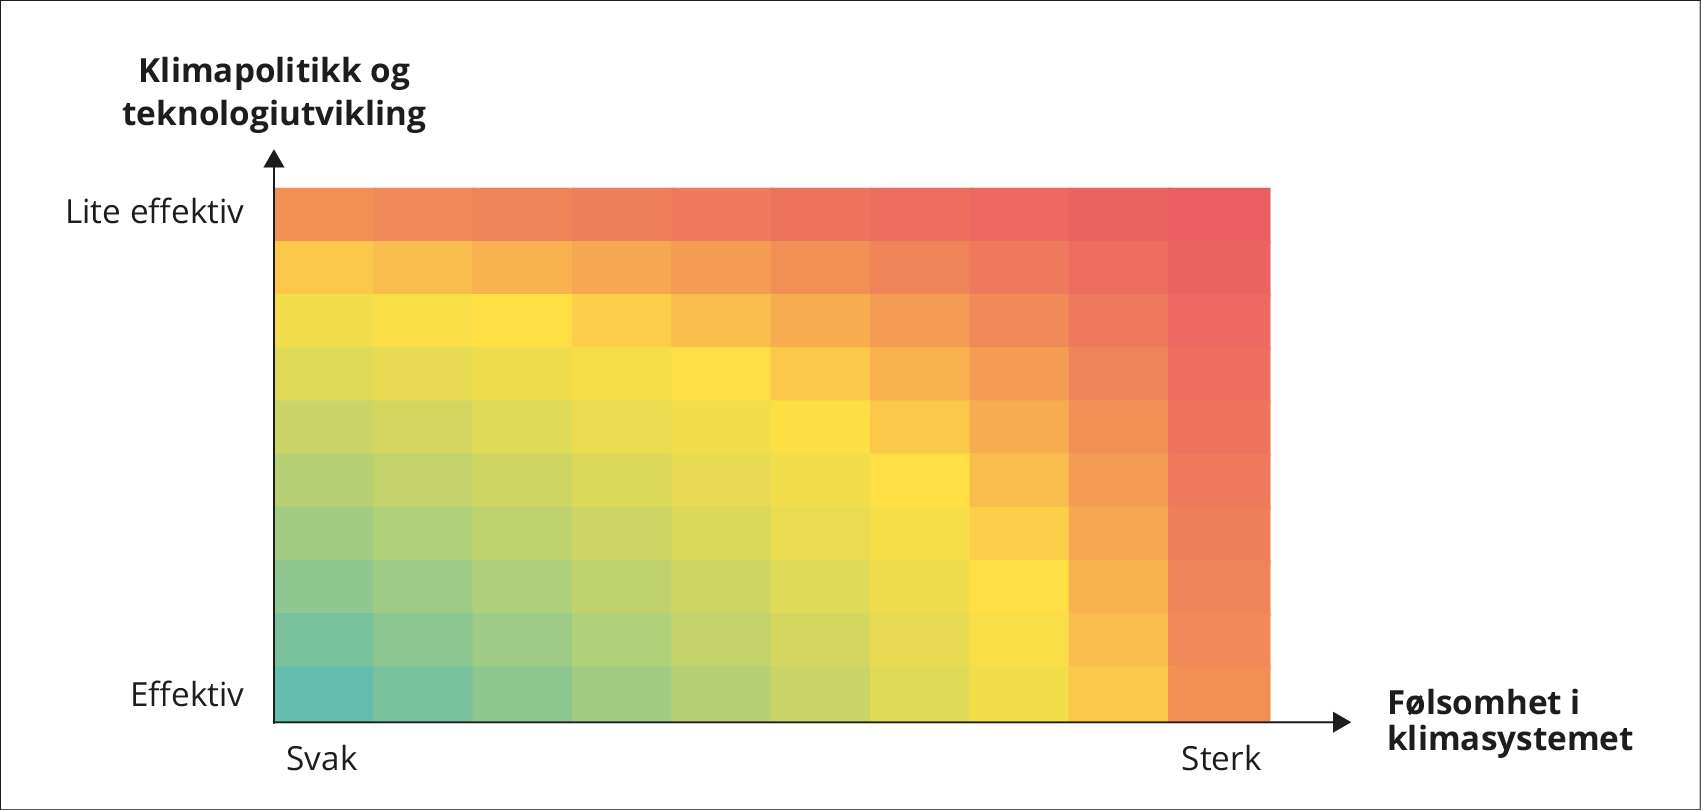 Klimapolitikk og
teknologiutvikling
Lite effektiv
Effektiv
Svak
Sterk
Følsomhet i
klimasystemet